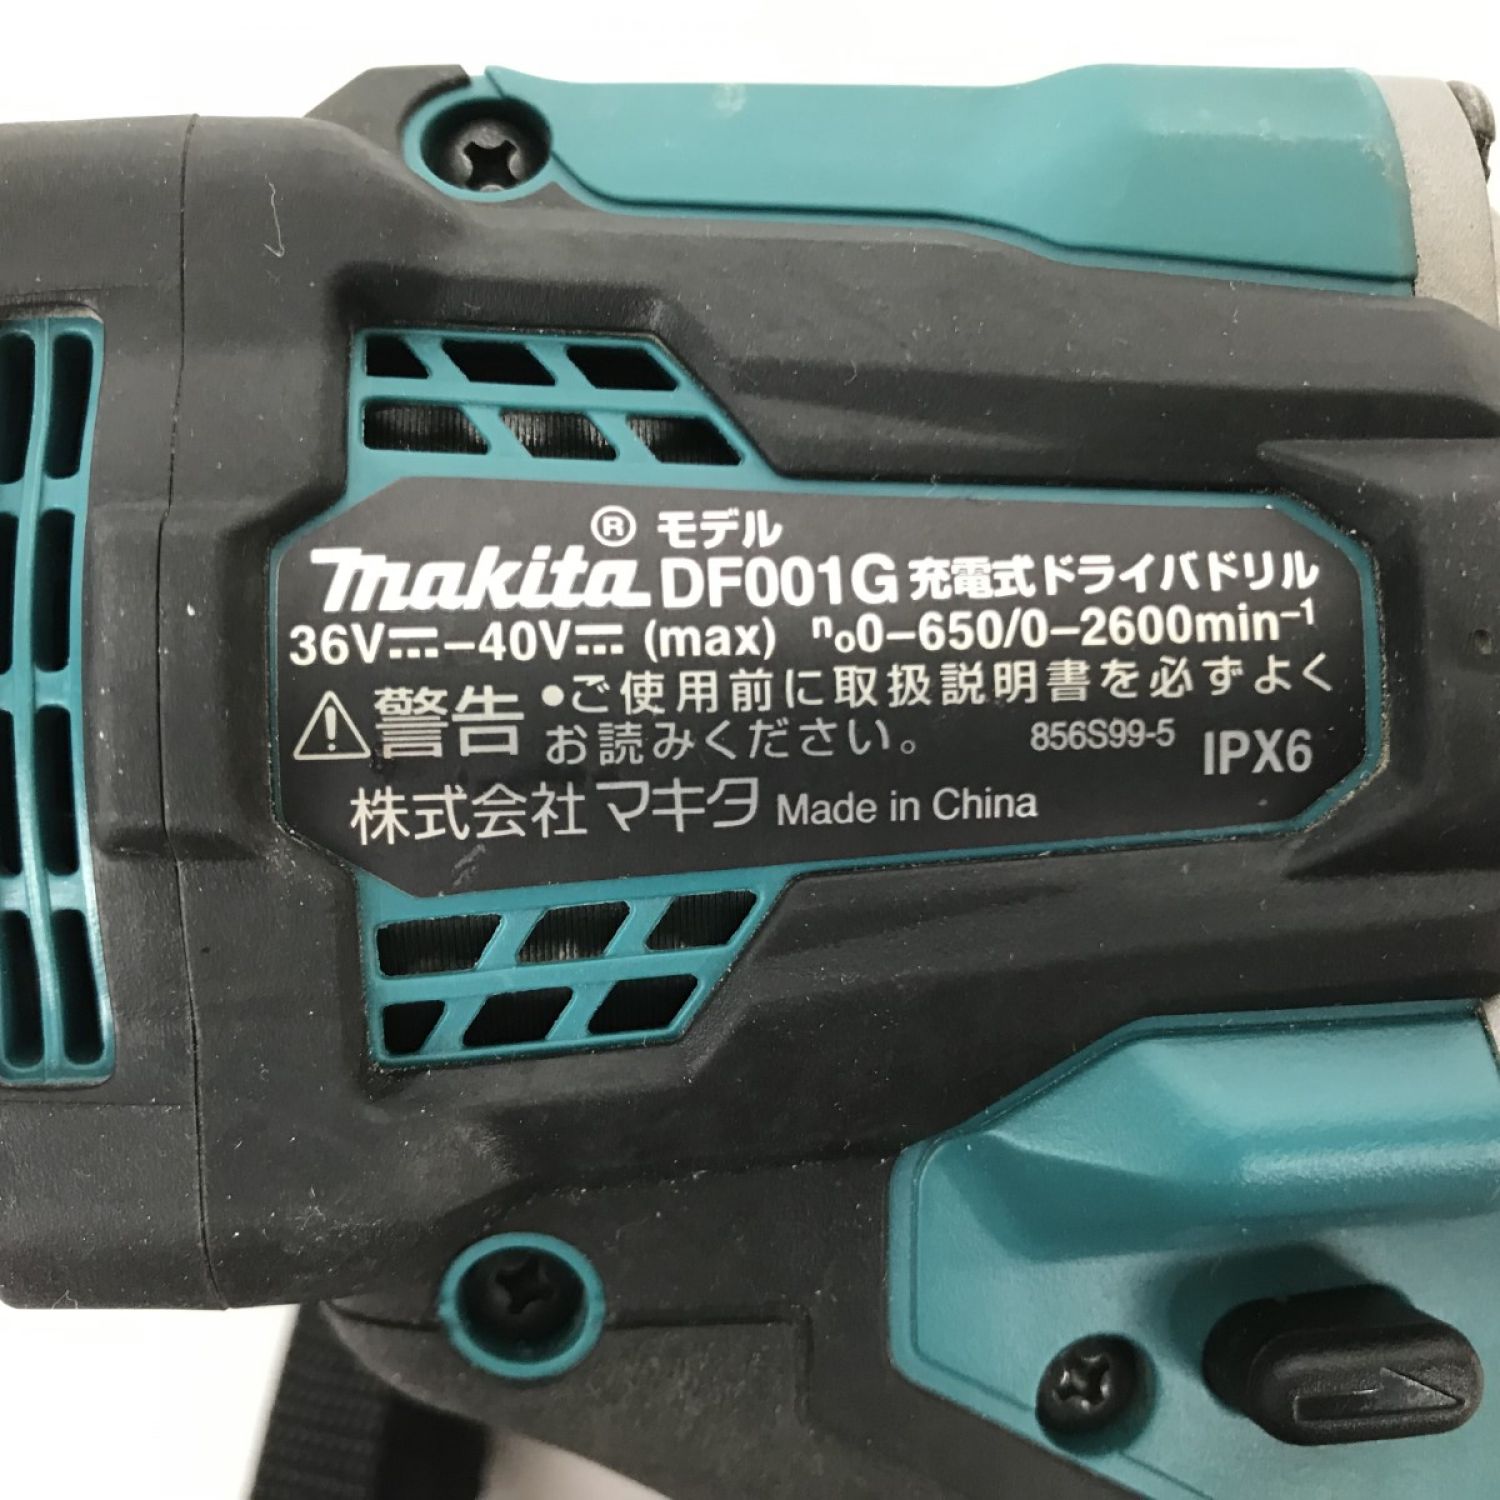 makita® モデル DF001G 充電式ドライバドリル
36V⎓–40V⎓ (max) n₀0–650/0–2600min⁻¹
⚠警告 ●ご使用前に取扱説明書を必ずよく
お読みください。 856S99-5 IPX6
株式会社マキタ Made in China